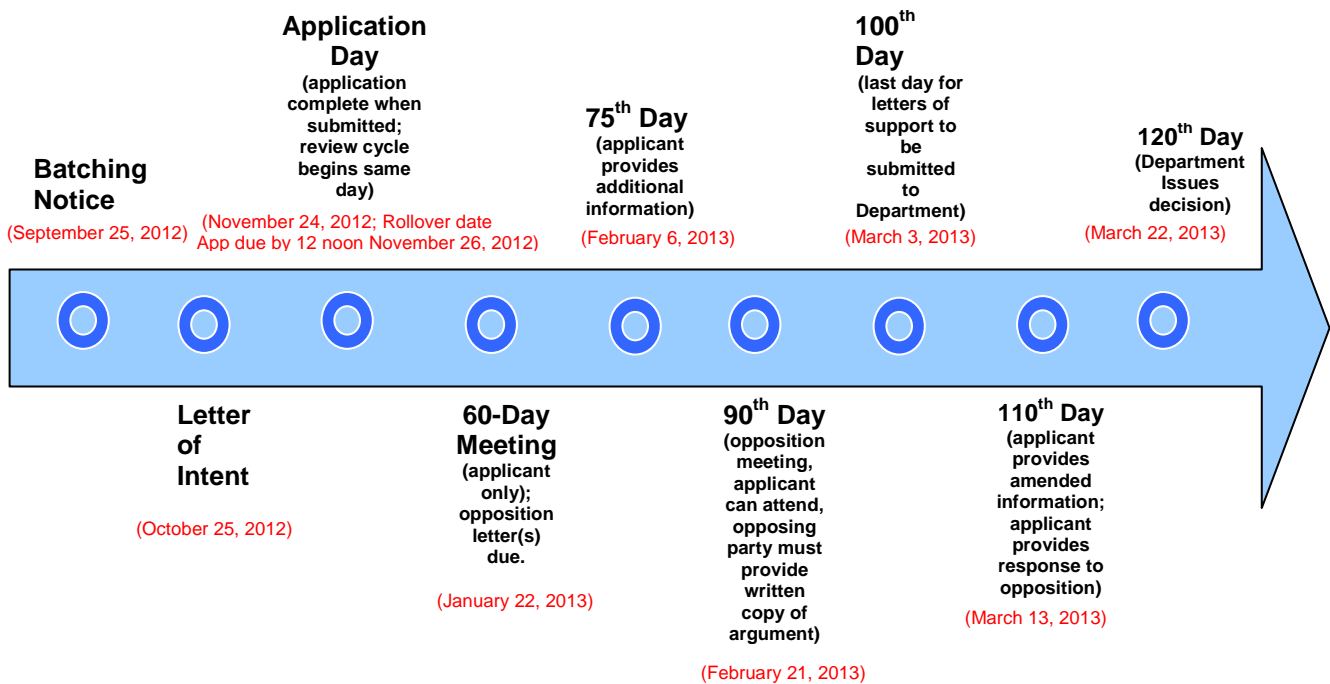 Batching
Notice
(September 25, 2012)
Letter
of
Intent
(October 25, 2012)
Application
Day
(application
complete when
submitted;
review cycle
begins same
day)
(November 24, 2012; Rollover date
App due by 12 noon November 26, 2012)
60-Day
Meeting
(applicant
only);
opposition
letter(s)
due.
(January 22, 2013)
75th Day
(applicant
provides
additional
information)
(February 6, 2013)
90th Day
(opposition
meeting,
applicant
can attend,
opposing
party must
provide
written
copy of
argument)
(February 21, 2013)
100th
Day
(last day for
letters of
support to
be
submitted
to
Department)
(March 3, 2013)
110th Day
(applicant
provides
amended
information;
applicant
provides
response to
opposition)
(March 13, 2013)
120th Day
(Department
Issues
decision)
(March 22, 2013)